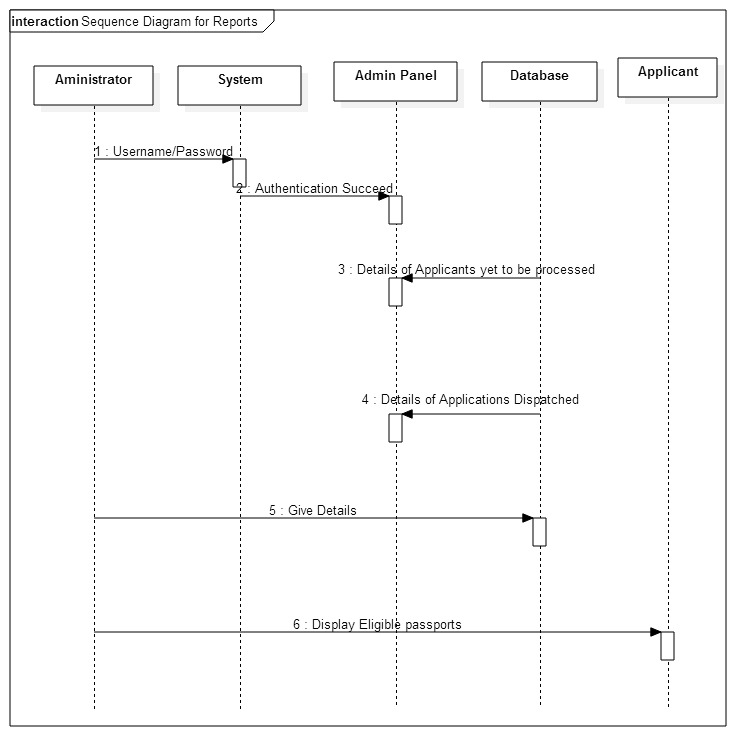 interaction Sequence Diagram for Reports
Aministrator
System
Admin Panel
Database
Applicant
1 : Username/Password
2 : Authentication Succeed
3 : Details of Applicants yet to be processed
4 : Details of Applications Dispatched
5 : Give Details
6 : Display Eligible passports